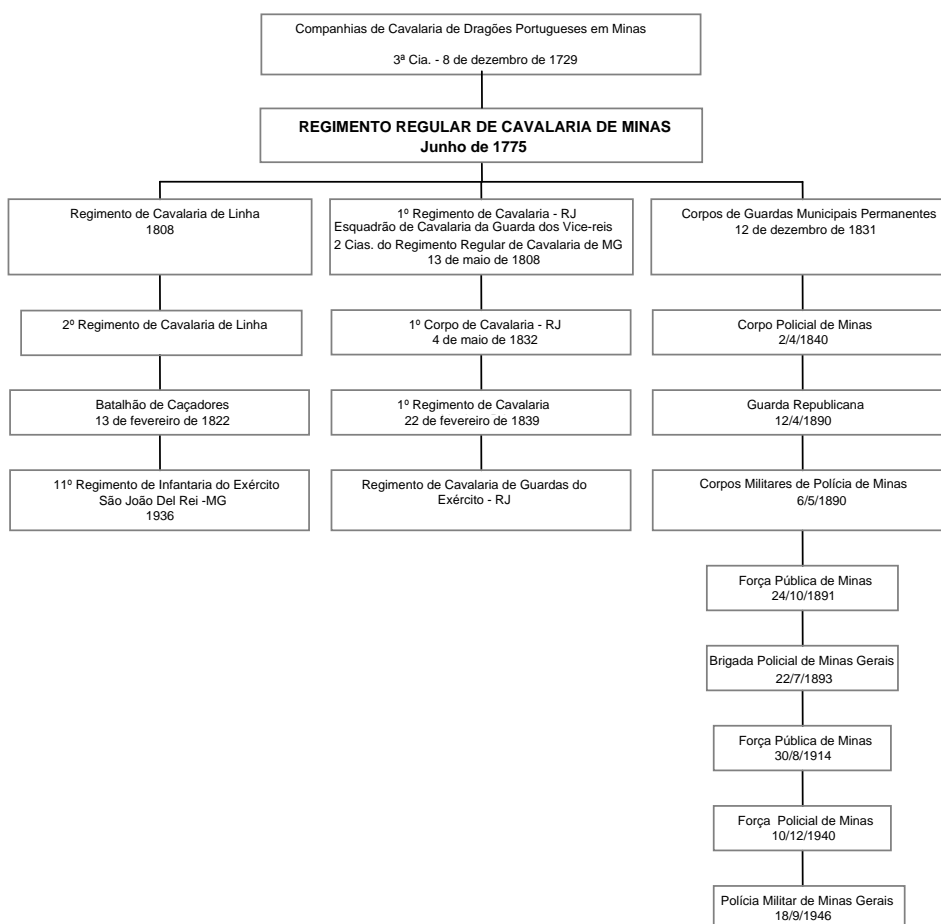 Companhias de Cavalaria de Dragões Portugueses em Minas
3ª Cia. - 8 de dezembro de 1729
REGIMENTO REGULAR DE CAVALARIA DE MINAS
Junho de 1775
Regimento de Cavalaria de Linha
1808
2º Regimento de Cavalaria de Linha
Batalhão de Caçadores
13 de fevereiro de 1822
11º Regimento de Infantaria do Exército
São João Del Rei -MG
1936
1º Regimento de Cavalaria - RJ
Esquadrão de Cavalaria da Guarda dos Vice-reis
2 Cias. do Regimento Regular de Cavalaria de MG
13 de maio de 1808
1º Corpo de Cavalaria - RJ
4 de maio de 1832
1º Regimento de Cavalaria
22 de fevereiro de 1839
Regimento de Cavalaria de Guardas do
Exército - RJ
Corpos de Guardas Municipais Permanentes
12 de dezembro de 1831
Corpo Policial de Minas
2/4/1840
Guarda Republicana
12/4/1890
Corpos Militares de Polícia de Minas
6/5/1890
Força Pública de Minas
24/10/1891
Brigada Policial de Minas Gerais
22/7/1893
Força Pública de Minas
30/8/1914
Força  Policial de Minas
10/12/1940
Polícia Militar de Minas Gerais
18/9/1946